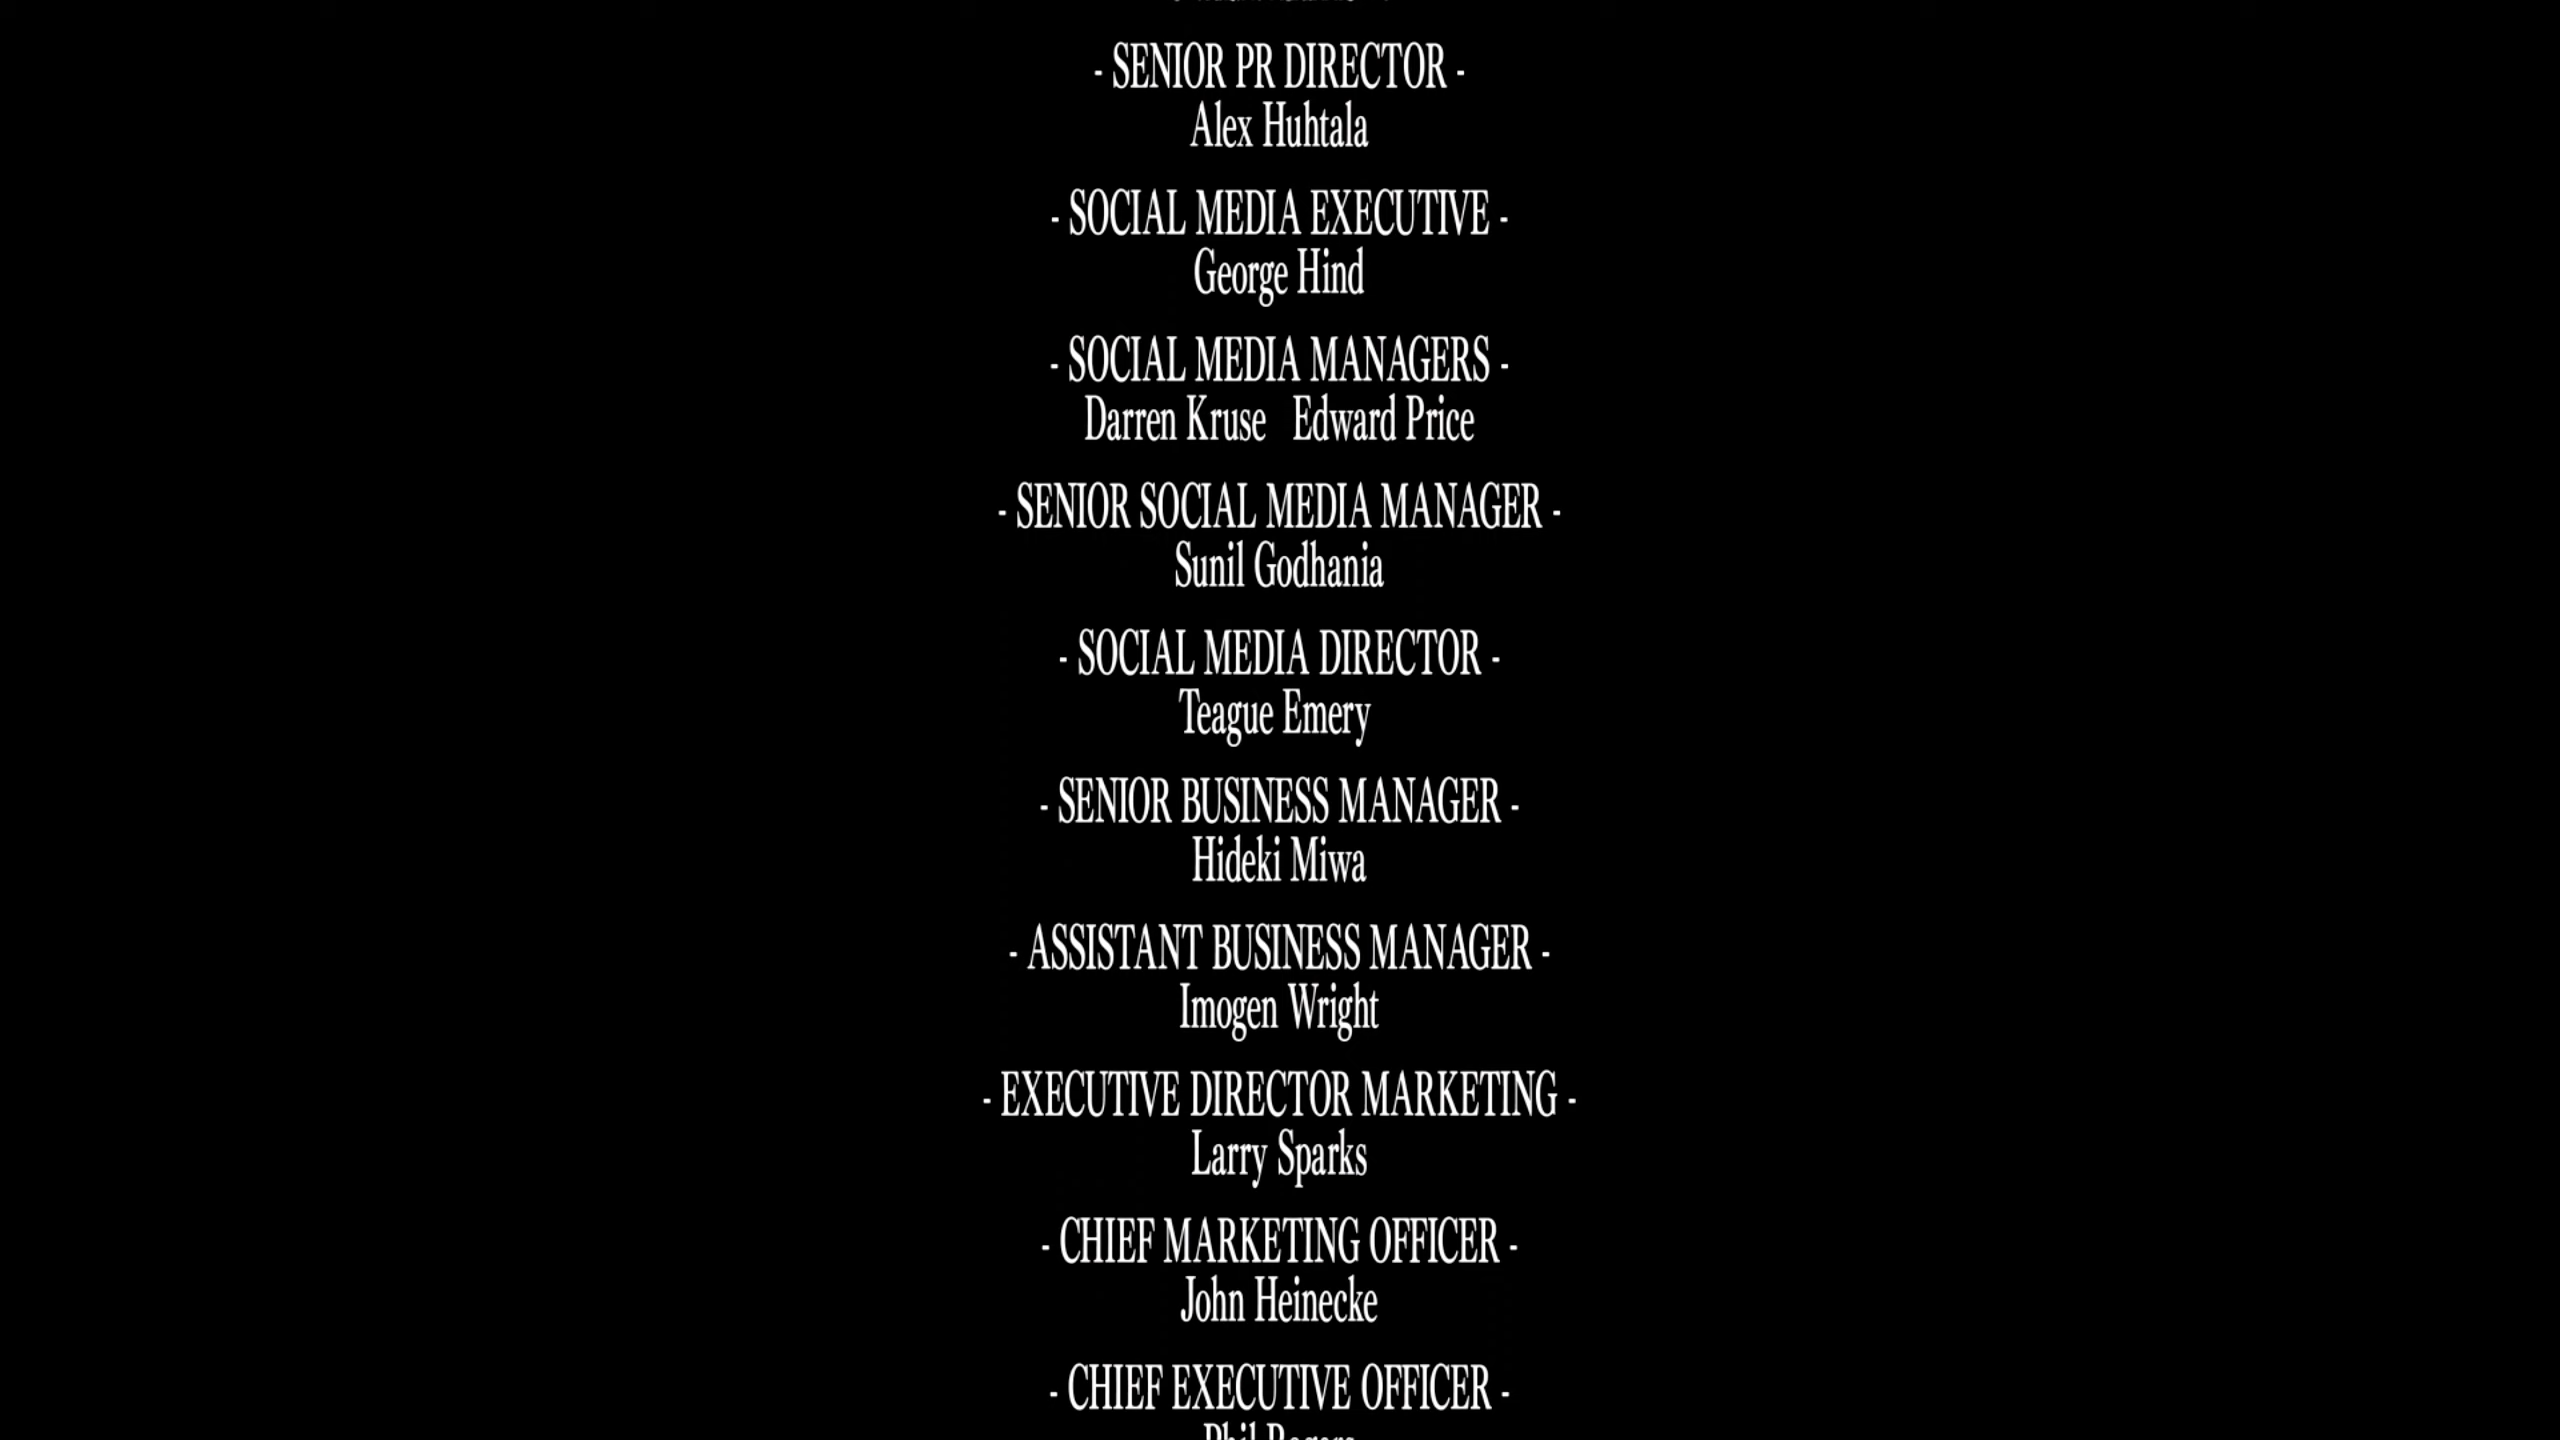 - SENIOR PR DIRECTOR -
Alex Huhtala
- SOCIAL MEDIA EXECUTIVE -
George Hind
- SOCIAL MEDIA MANAGERS -
Darren Kruse   Edward Price
- SENIOR SOCIAL MEDIA MANAGER -
Sunil Godhania
- SOCIAL MEDIA DIRECTOR -
Teague Emery
- SENIOR BUSINESS MANAGER -
Hideki Miwa
- ASSISTANT BUSINESS MANAGER -
Imogen Wright
- EXECUTIVE DIRECTOR MARKETING -
Larry Sparks
- CHIEF MARKETING OFFICER -
John Heinecke
- CHIEF EXECUTIVE OFFICER -
Phil Rogers